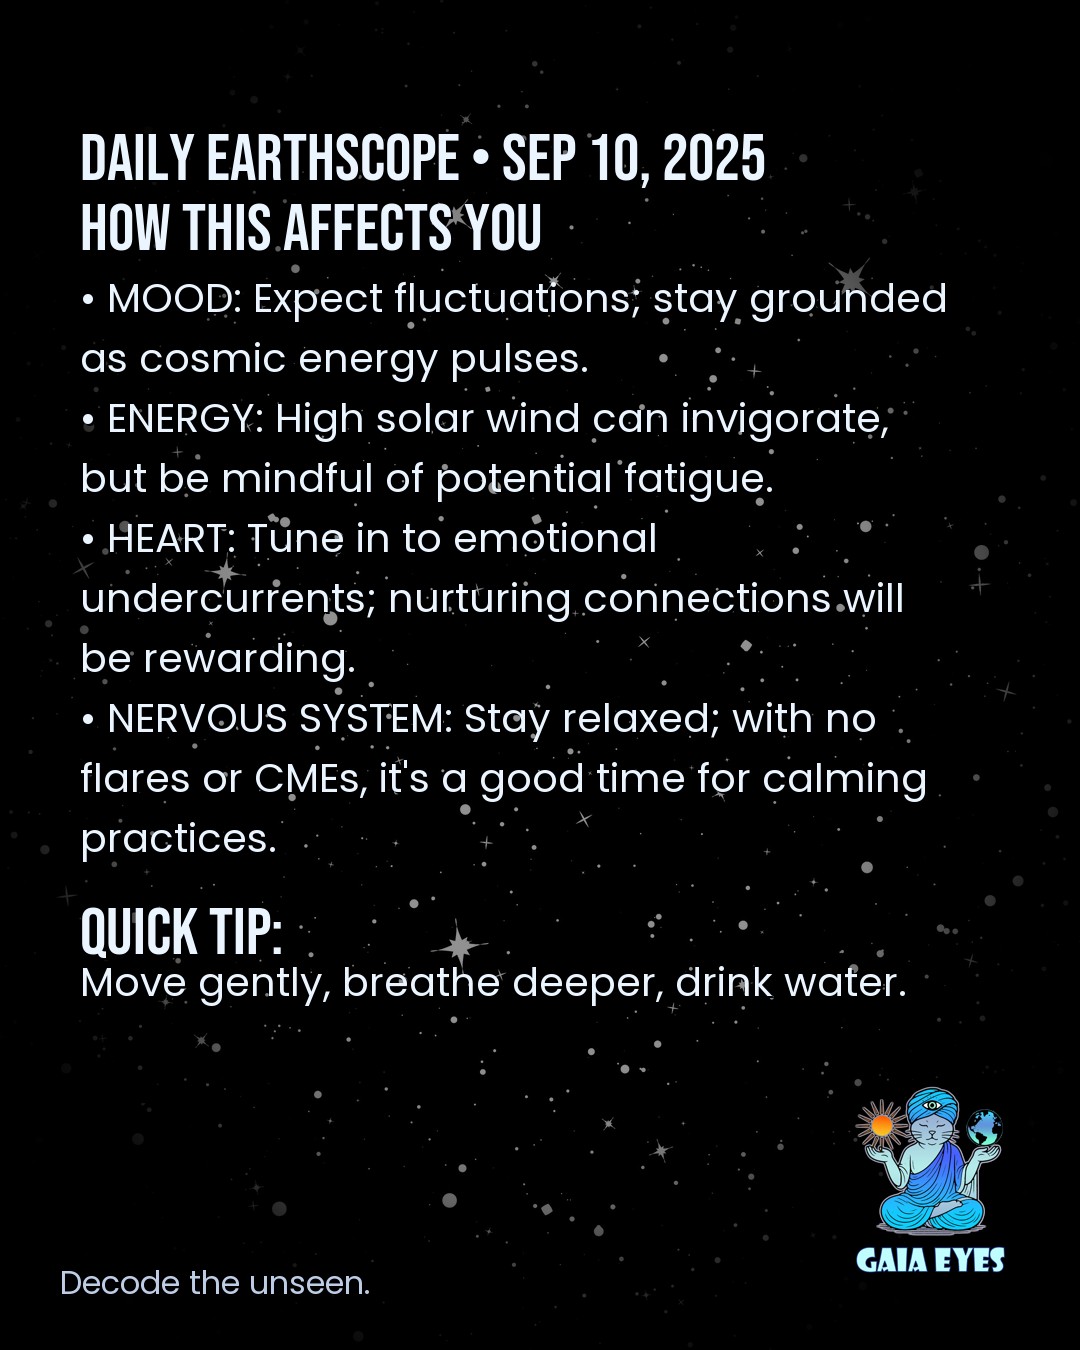 DAILY EARTHSCOPE • SEP 10, 2025
HOW THIS AFFECTS YOU
• MOOD: Expect fluctuations; stay grounded
as cosmic energy pulses.
• ENERGY: High solar wind can invigorate,
but be mindful of potential fatigue.
• HEART: Tune in to emotional
undercurrents; nurturing connections will
be rewarding.
• NERVOUS SYSTEM: Stay relaxed; with no
flares or CMEs, it's a good time for calming
practices.
QUICK TIP:
Move gently, breathe deeper, drink water.
GAIA EYES
Decode the unseen.